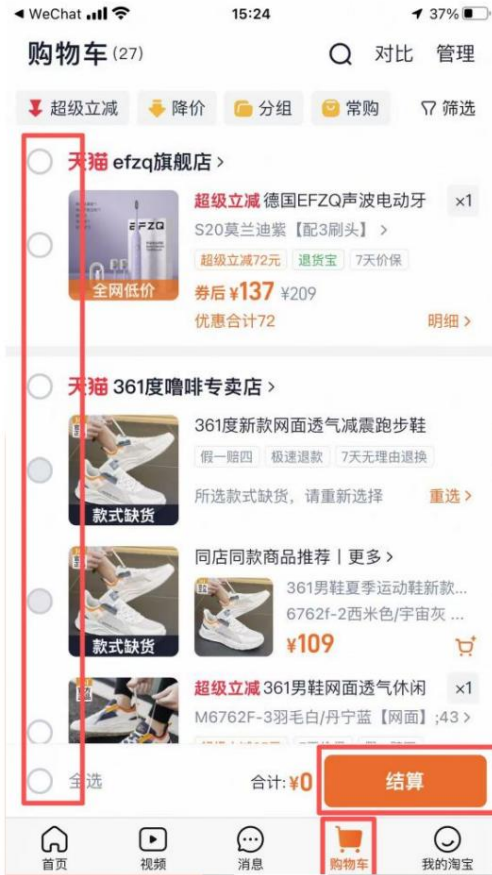 WeChat
15:24
37%
购物车(27)
对比
管理
超级立减
降价
分组
常购
筛选
天猫 efzq旗舰店
超级立减 德国EFZQ声波电动牙
×1
S20莫兰迪紫【配3刷头】
超级立减72元
退货宝
7天价保
券后 ¥137 ¥209
优惠合计72
明细
EFZQ
全网低价
天猫 361度噜啡专卖店
361度新款网面透气减震跑步鞋
假一赔四
极速退款
7天无理由退换
所选款式缺货，请重新选择
重选
款式缺货
同店同款商品推荐 | 更多
361男鞋夏季运动鞋新款...
6762f-2西米色/宇宙灰 ...
¥109
款式缺货
超级立减 361男鞋网面透气休闲
×1
M6762F-3羽毛白/丹宁蓝【网面】;43
全选
合计: ¥0
结算
首页
视频
消息
购物车
我的淘宝